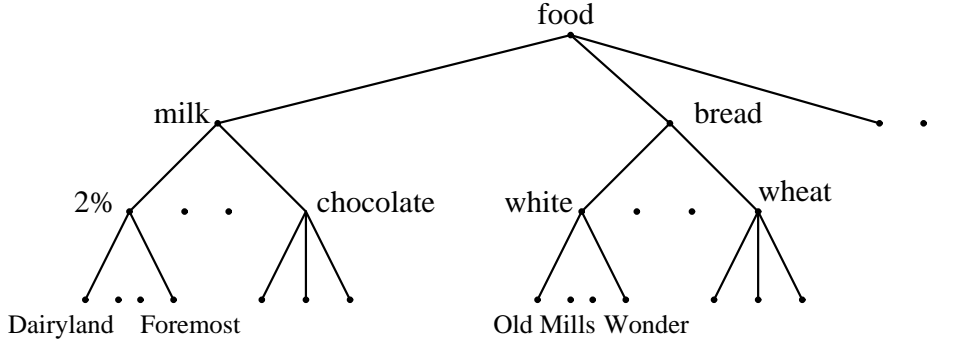 food
milk
bread
2%
chocolate
white
wheat
Dairyland
Foremost
Old Mills
Wonder